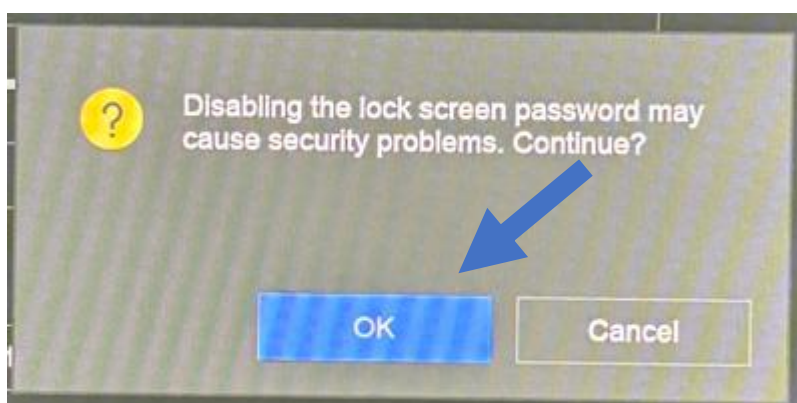 ?
Disabling the lock screen password may
cause security problems. Continue?
OK
Cancel